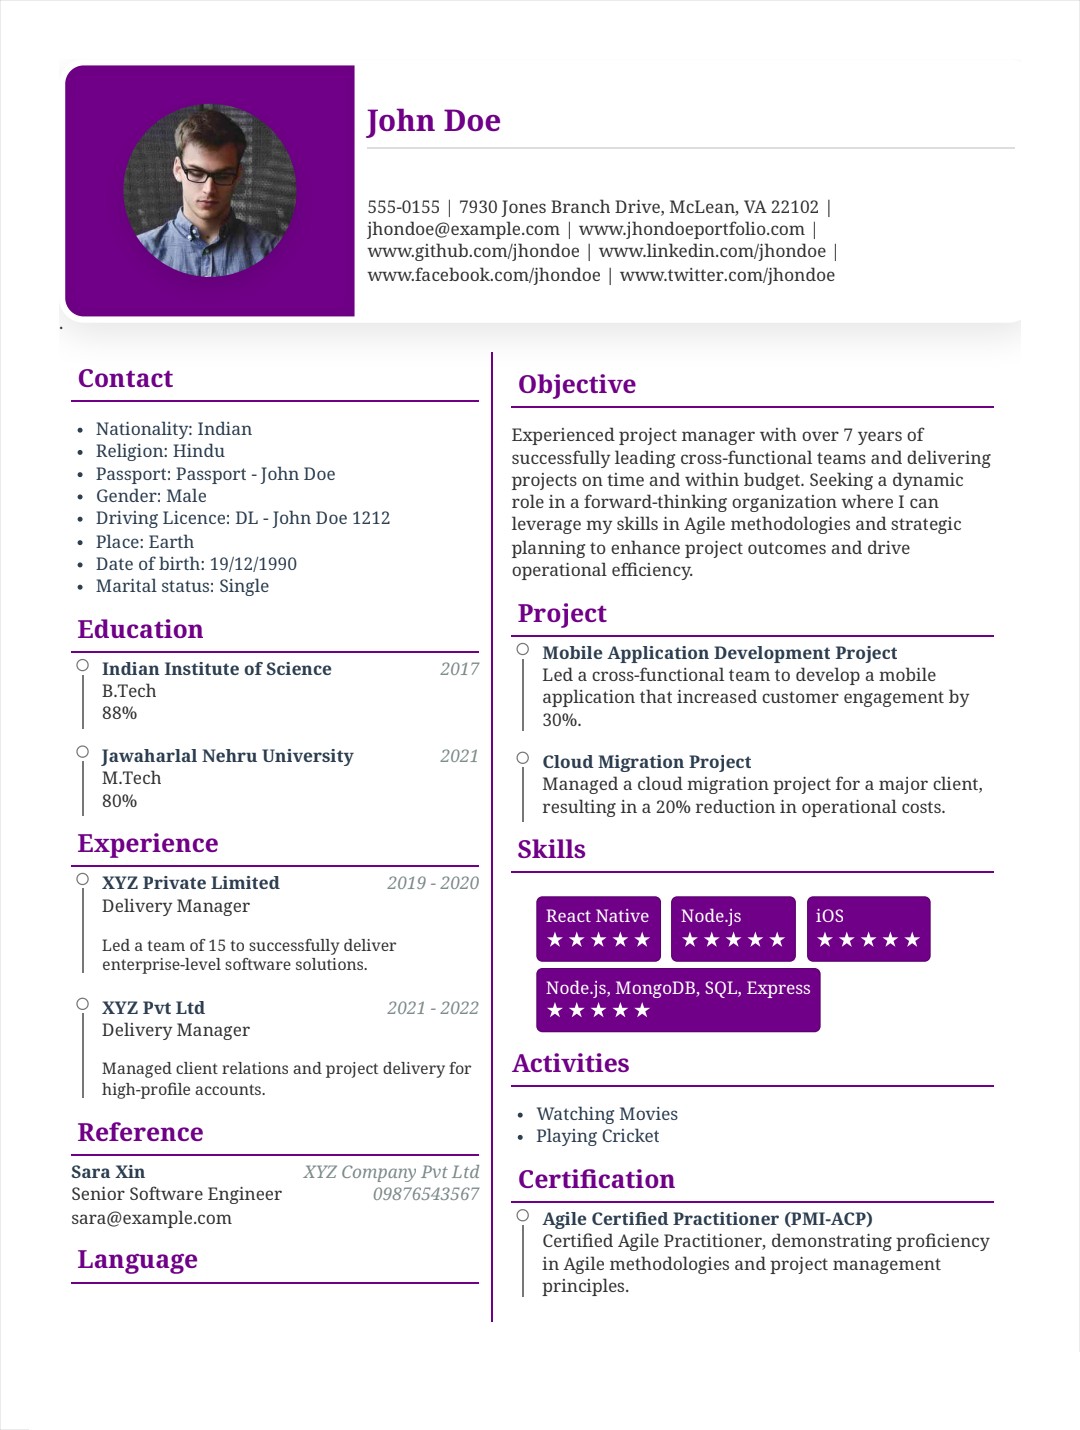 John Doe
555-0155 | 7930 Jones Branch Drive, McLean, VA 22102 |
jhondoe@example.com | www.jhondoeportfolio.com |
www.github.com/jhondoe | www.linkedin.com/jhondoe |
www.facebook.com/jhondoe | www.twitter.com/jhondoe
.
Contact
• Nationality: Indian
• Religion: Hindu
• Passport: Passport - John Doe
• Gender: Male
• Driving Licence: DL - John Doe 1212
• Place: Earth
• Date of birth: 19/12/1990
• Marital status: Single
Education
Indian Institute of Science 2017
B.Tech
88%
Jawaharlal Nehru University 2021
M.Tech
80%
Experience
XYZ Private Limited 2019 - 2020
Delivery Manager
Led a team of 15 to successfully deliver
enterprise-level software solutions.
XYZ Pvt Ltd 2021 - 2022
Delivery Manager
Managed client relations and project delivery for
high-profile accounts.
Reference
Sara Xin XYZ Company Pvt Ltd
Senior Software Engineer 09876543567
sara@example.com
Language
Objective
Experienced project manager with over 7 years of
successfully leading cross-functional teams and delivering
projects on time and within budget. Seeking a dynamic
role in a forward-thinking organization where I can
leverage my skills in Agile methodologies and strategic
planning to enhance project outcomes and drive
operational efficiency.
Project
Mobile Application Development Project
Led a cross-functional team to develop a mobile
application that increased customer engagement by
30%.
Cloud Migration Project
Managed a cloud migration project for a major client,
resulting in a 20% reduction in operational costs.
Skills
React Native Node.js iOS
★★★★★ ★★★★★ ★★★★★
Node.js, MongoDB, SQL, Express
★★★★★
Activities
• Watching Movies
• Playing Cricket
Certification
Agile Certified Practitioner (PMI-ACP)
Certified Agile Practitioner, demonstrating proficiency
in Agile methodologies and project management
principles.